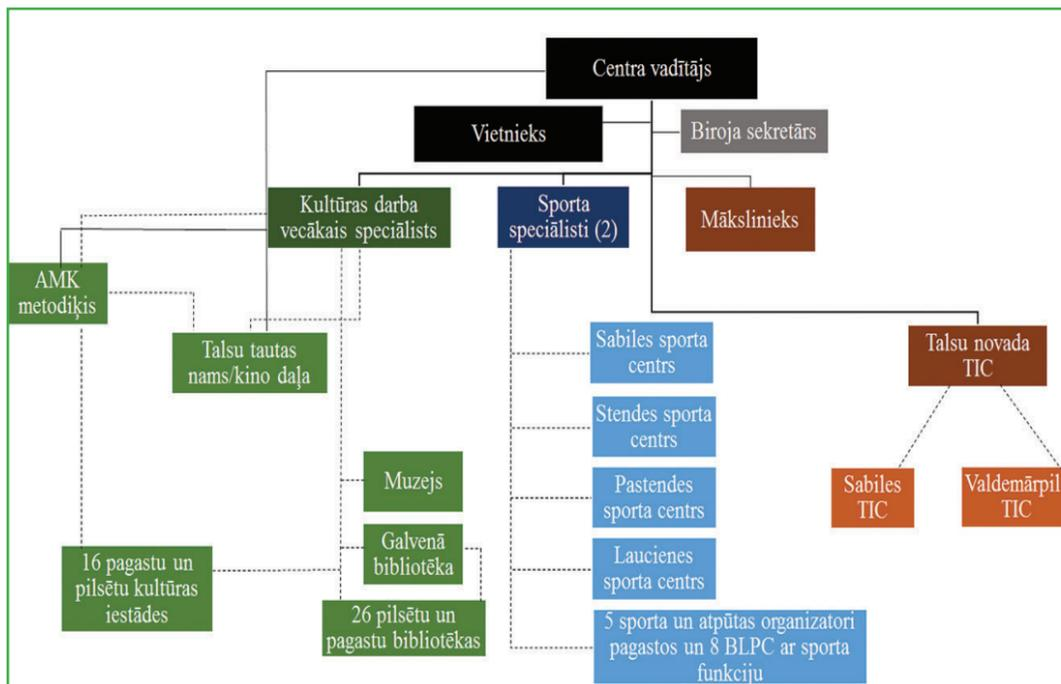 Centra vadītājs
Vietnieks
Biroja sekretārs
Kultūras darba
vecākais speciālists
Sporta
speciālisti (2)
Mākslinieks
AMK
metodiķis
Talsu tautas
nams/kino daļa
Sabiles sporta
centrs
Talsu novada
TIC
Stendes sporta
centrs
Muzejs
Pastendes
sporta centrs
Sabiles
TIC
Valdemārpil
TIC
Galvenā
bibliotēka
16 pagastu un
pilsētu kultūras
iestādes
Laucienes
sporta centrs
26 pilsētu un
pagastu bibliotēkas
5 sporta un atpūtas organizatori
pagastos un 8 BLPC ar sporta
funkciju